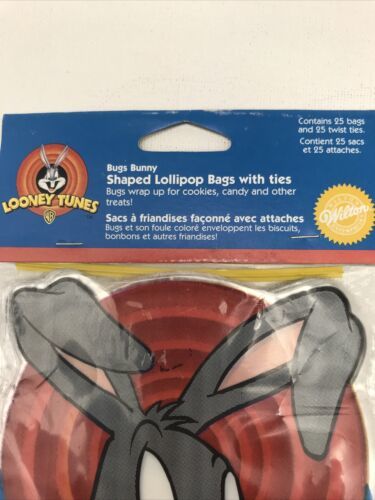 Bugs Bunny
Shaped Lollipop Bags with ties
Bugs wrap up for cookies, candy and other
treats!
Sacs à friandises façonné avec attaches
Bugs et son foule coloré enveloppent les biscuits,
bonbons et autres friandises!
LOONEY TUNES
WB
Contains 25 bags
and 25 twist ties.
Contient 25 sacs
et 25 attaches.
Wilton